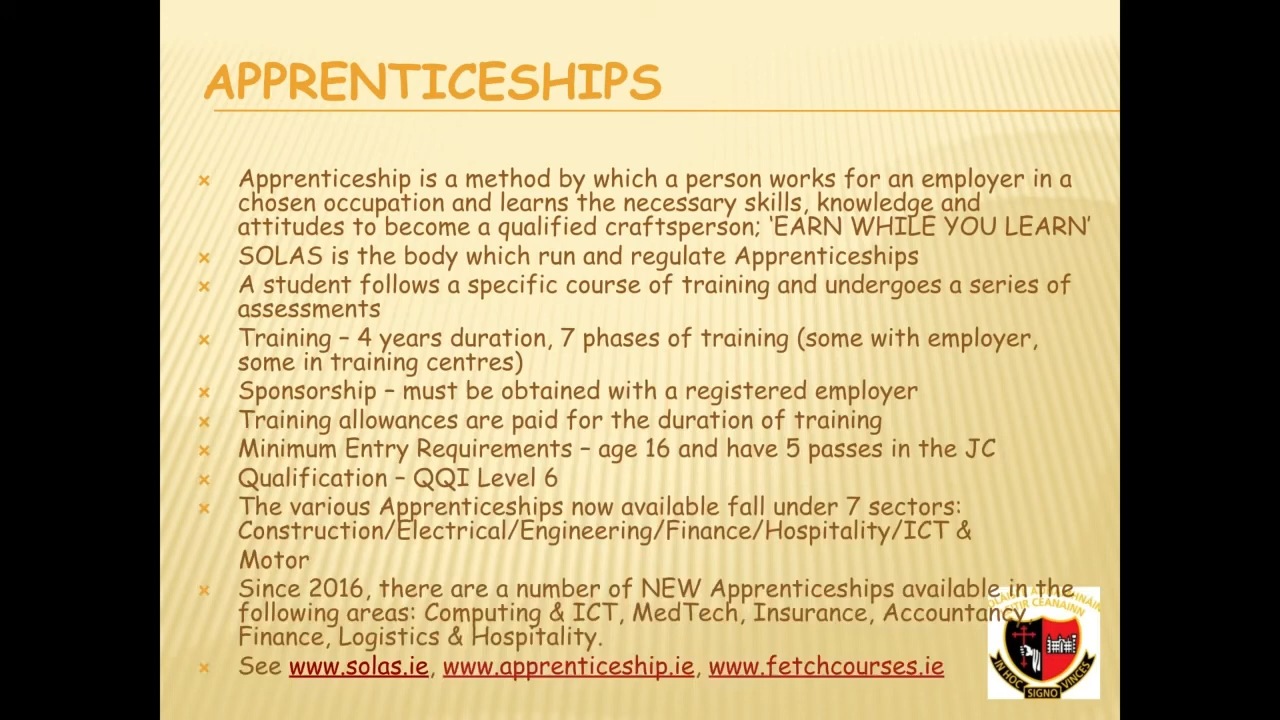 APPRENTICESHIPS
Apprenticeship is a method by which a person works for an employer in a
chosen occupation and learns the necessary skills, knowledge and
attitudes to become a qualified craftsperson; ‘EARN WHILE YOU LEARN’
SOLAS is the body which run and regulate Apprenticeships
A student follows a specific course of training and undergoes a series of
assessments
Training – 4 years duration, 7 phases of training (some with employer,
some in training centres)
Sponsorship – must be obtained with a registered employer
Training allowances are paid for the duration of training
Minimum Entry Requirements – age 16 and have 5 passes in the JC
Qualification – QQI Level 6
The various Apprenticeships now available fall under 7 sectors:
Construction/Electrical/Engineering/Finance/Hospitality/ICT &
Motor
Since 2016, there are a number of NEW Apprenticeships available in the
following areas: Computing & ICT, MedTech, Insurance, Accountancy,
Finance, Logistics & Hospitality.
See www.solas.ie, www.apprenticeship.ie, www.fetchcourses.ie
CEANAINN
IN HOC SIGNO VINCES